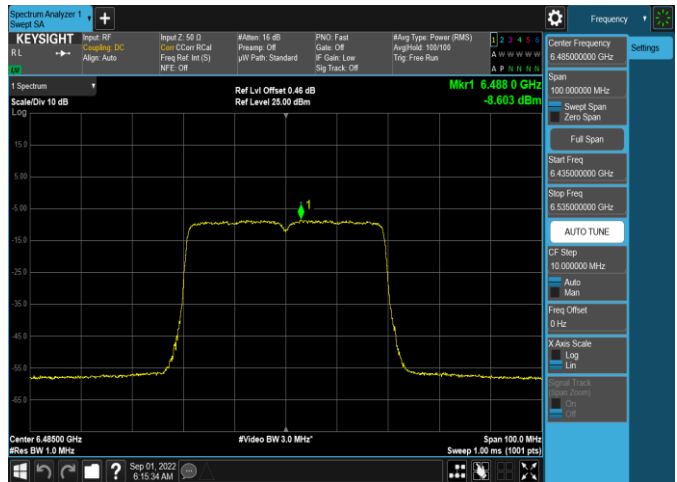 Spectrum Analyzer 1
Swept SA
+
Frequency
KEYSIGHT
RL
Input: RF
Coupling: DC
Align: Auto
Input Z: 50 Ω
Corr CCorr RCal
Freq Ref: Int (S)
NFE: Off
#Atten: 16 dB
Preamp: Off
µW Path: Standard
PNO: Fast
Gate: Off
IF Gain: Low
Sig Track: Off
#Avg Type: Power (RMS)
Avg|Hold: 100/100
Trig: Free Run
1 2 3 4 5 6
A W W W W W
A P N N N N
LV
1 Spectrum
Scale/Div 10 dB
Log
Ref Lvl Offset 0.46 dB
Ref Level 25.00 dBm
Mkr1 6.488 0 GHz
-8.603 dBm
15.0
5.00
-5.00
-15.0
-25.0
-35.0
-45.0
-55.0
-65.0
1
Center 6.48500 GHz
#Res BW 1.0 MHz
#Video BW 3.0 MHz*
Span 100.0 MHz
Sweep 1.00 ms (1001 pts)
Sep 01, 2022
6:15:34 AM
?
Center Frequency
6.485000000 GHz
Settings
Span
100.000000 MHz
Swept Span
Zero Span
Full Span
Start Freq
6.435000000 GHz
Stop Freq
6.535000000 GHz
AUTO TUNE
CF Step
10.000000 MHz
Auto
Man
Freq Offset
0 Hz
X Axis Scale
Log
Lin
Signal Track
(Span Zoom)
On
Off